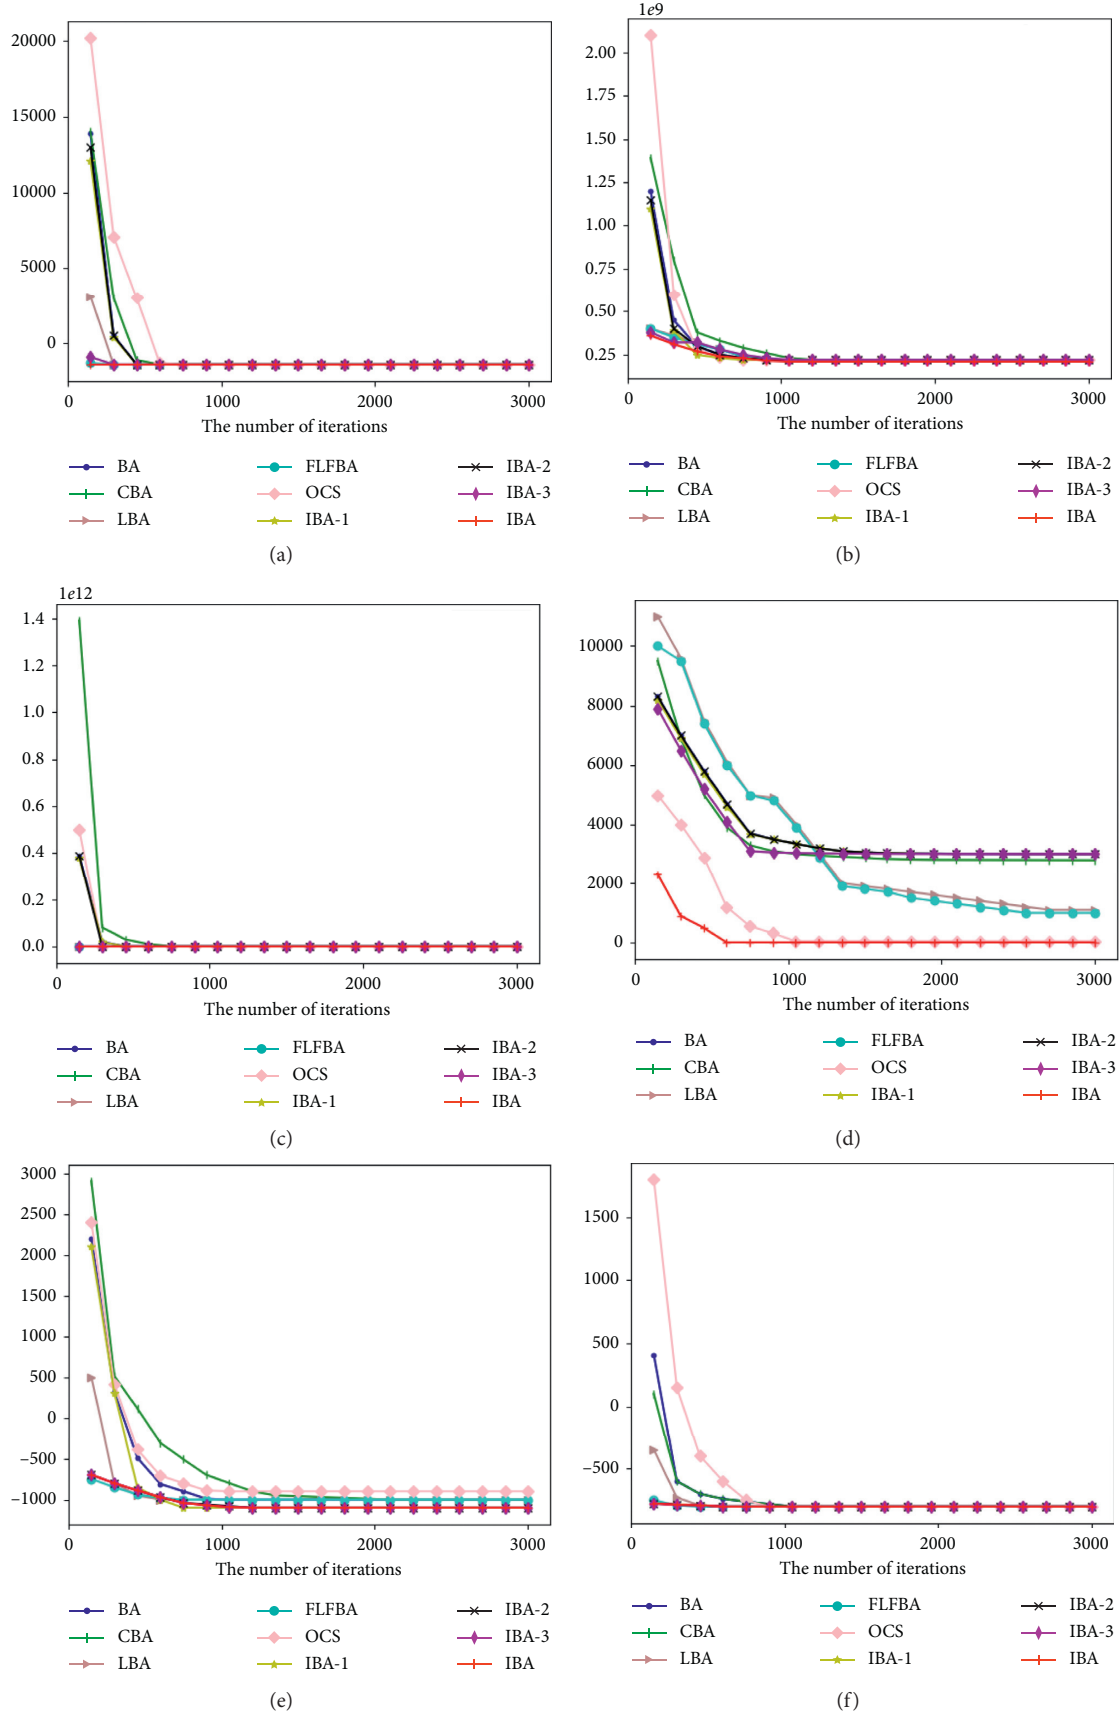 20000
15000
10000
5000
0
0 1000 2000 3000
The number of iterations
BA FLFBA IBA-2
CBA OCS IBA-3
LBA IBA-1 IBA
(a)
1e9
2.00
1.75
1.50
1.25
1.00
0.75
0.50
0.25
0 1000 2000 3000
The number of iterations
BA FLFBA IBA-2
CBA OCS IBA-3
LBA IBA-1 IBA
(b)
1e12
1.4
1.2
1.0
0.8
0.6
0.4
0.2
0.0
0 1000 2000 3000
The number of iterations
BA FLFBA IBA-2
CBA OCS IBA-3
LBA IBA-1 IBA
(c)
10000
8000
6000
4000
2000
0
0 1000 2000 3000
The number of iterations
BA FLFBA IBA-2
CBA OCS IBA-3
LBA IBA-1 IBA
(d)
3000
2500
2000
1500
1000
500
0
−500
−1000
0 1000 2000 3000
The number of iterations
BA FLFBA IBA-2
CBA OCS IBA-3
LBA IBA-1 IBA
(e)
1500
1000
500
0
−500
0 1000 2000 3000
The number of iterations
BA FLFBA IBA-2
CBA OCS IBA-3
LBA IBA-1 IBA
(f)